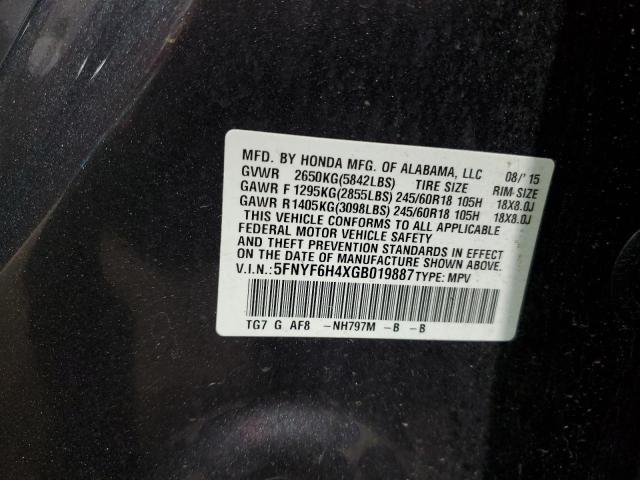 MFD. BY HONDA MFG. OF ALABAMA, LLC 08/'15
GVWR 2650KG(5842LBS) TIRE SIZE RIM SIZE
GAWR F 1295KG(2855LBS) 245/60R18 105H 18X8.0J
GAWR R 1405KG(3098LBS) 245/60R18 105H 18X8.0J
THIS VEHICLE CONFORMS TO ALL APPLICABLE
FEDERAL MOTOR VEHICLE SAFETY
AND THEFT PREVENTION STANDARDS IN EFFECT
ON THE DATE OF MANUFACTURE SHOWN ABOVE.
V.I.N.: 5FNYF6H4XGB019887 TYPE: MPV
TG7 G AF8 -NH797M -B -B